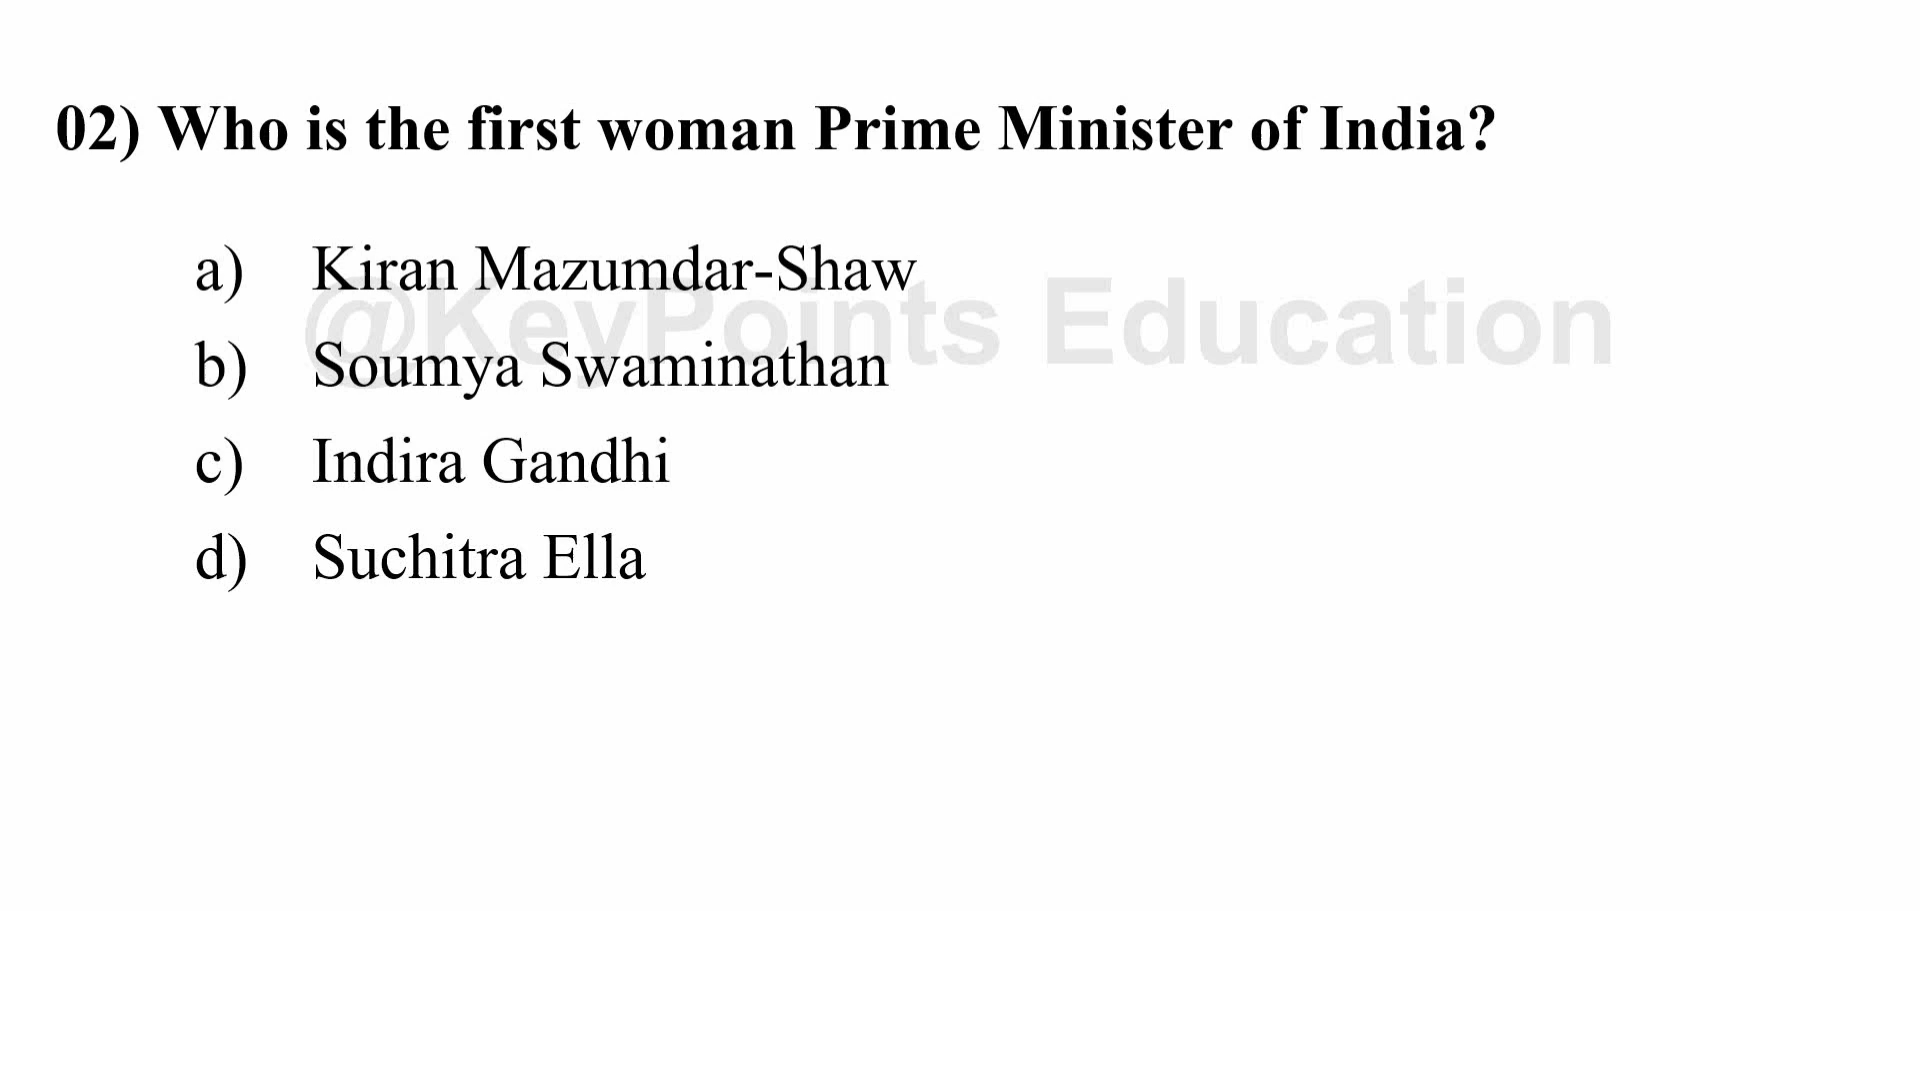 02) Who is the first woman Prime Minister of India?
a) Kiran Mazumdar-Shaw
@KeyPoints Education
b) Soumya Swaminathan
c) Indira Gandhi
d) Suchitra Ella